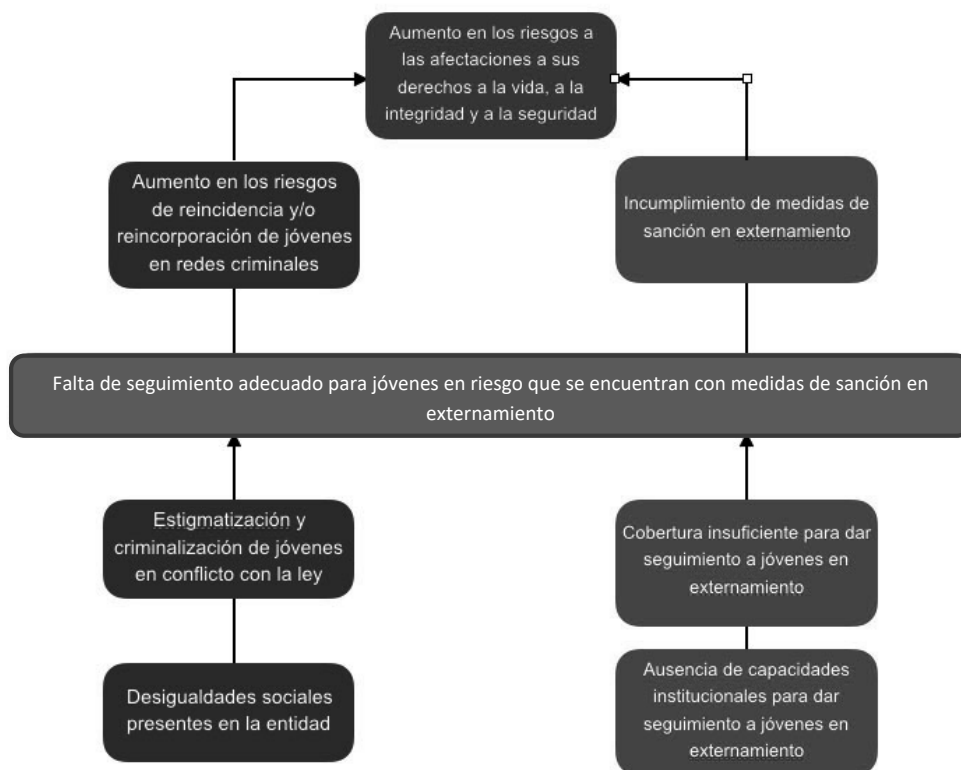 Aumento en los riesgos a
las afectaciones a sus
derechos a la vida, a la
integridad y a la seguridad
Aumento en los riesgos
de reincidencia y/o
reincorporación de jóvenes
en redes criminales
Incumplimiento de medidas de
sanción en externamiento
Falta de seguimiento adecuado para jóvenes en riesgo que se encuentran con medidas de sanción en
externamiento
Estigmatización y
criminalización de jóvenes
en conflicto con la ley
Cobertura insuficiente para dar
seguimiento a jóvenes en
externamiento
Desigualdades sociales
presentes en la entidad
Ausencia de capacidades
institucionales para dar
seguimiento a jóvenes en
externamiento